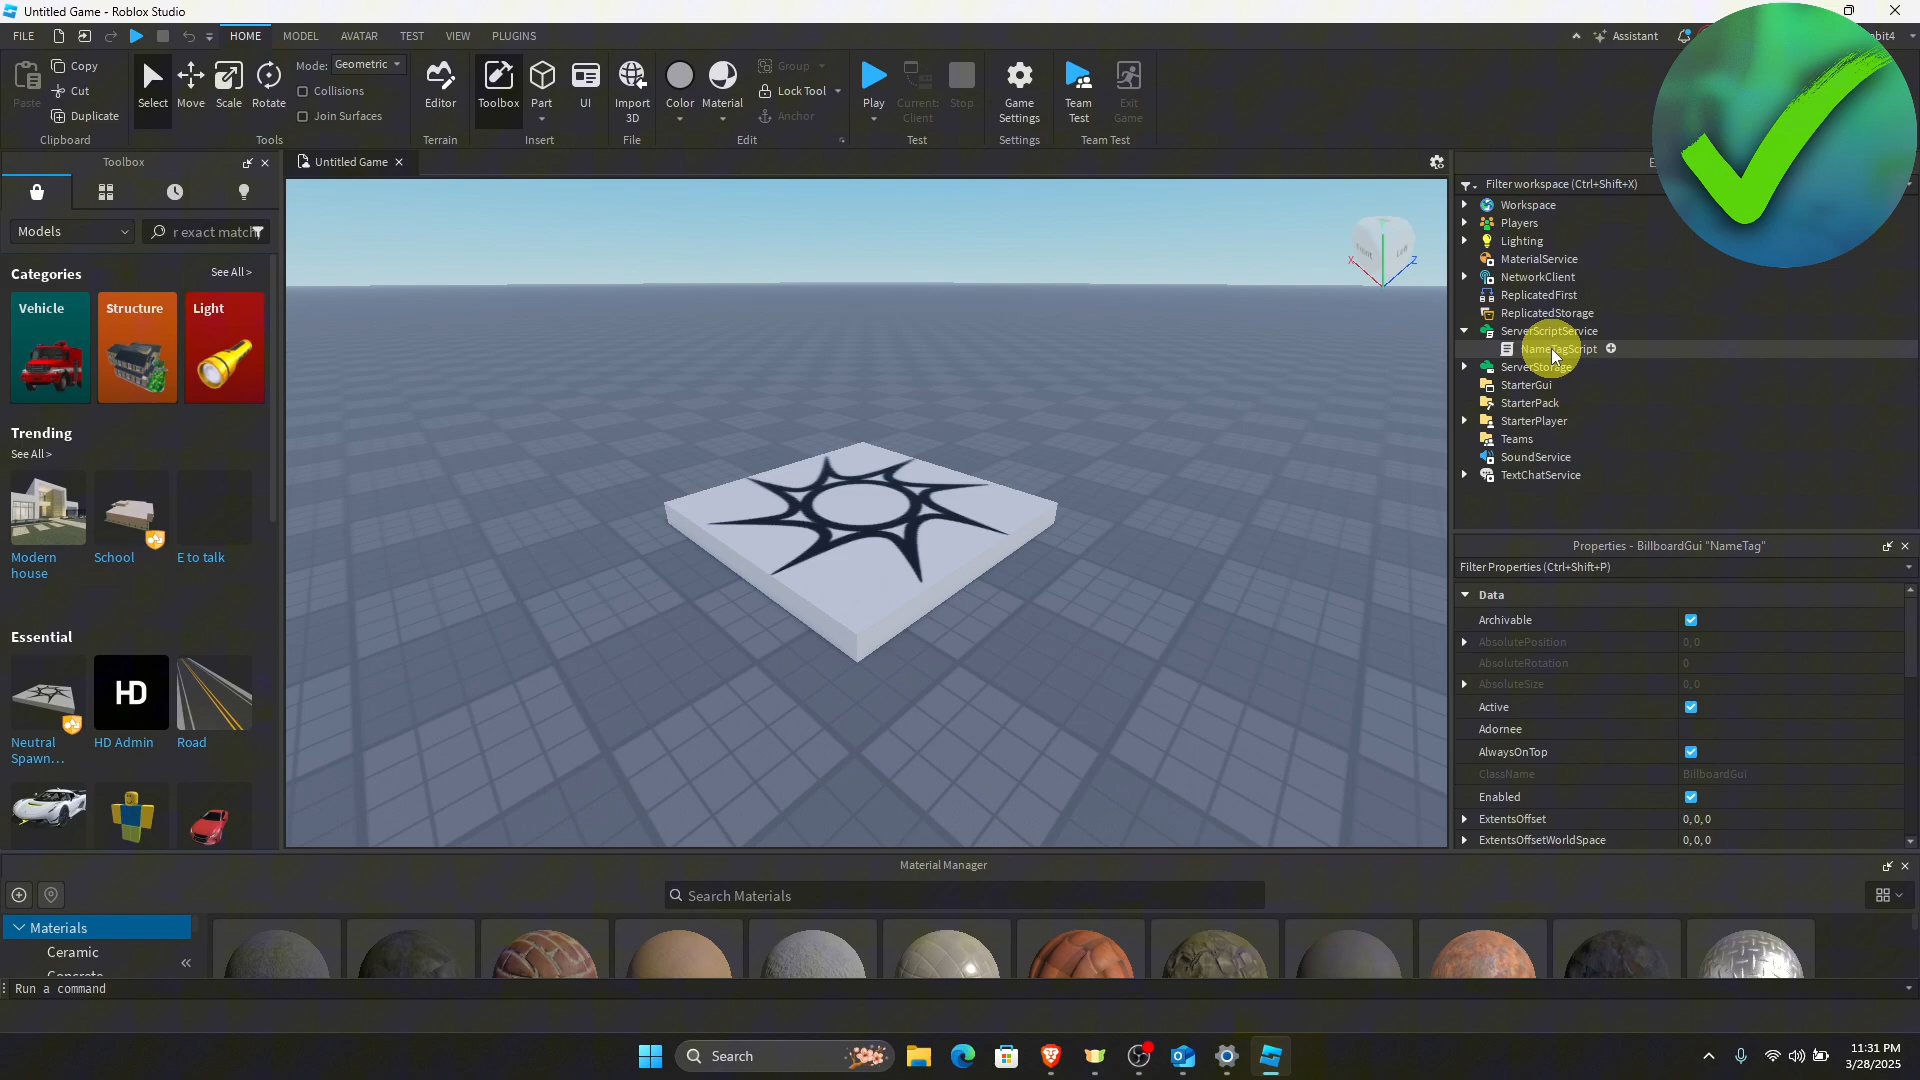 Untitled Game - Roblox Studio
FILE
HOME
MODEL
AVATAR
TEST
VIEW
PLUGINS
Assistant
Paste
Copy
Cut
Duplicate
Clipboard
Select
Move
Scale
Rotate
Mode: Geometric
Collisions
Join Surfaces
Tools
Editor
Terrain
Toolbox
Part
UI
Insert
Import 3D
File
Color
Material
Group
Lock Tool
Anchor
Edit
Play
Current: Client
Stop
Test
Game Settings
Settings
Team Test
Exit Game
Team Test
Toolbox
Models
r exact match
Categories
See All >
Vehicle
Structure
Light
Trending
See All >
Modern house
School
E to talk
Essential
Neutral Spawn...
HD
HD Admin
Road
Untitled Game
X
Z
Filter workspace (Ctrl+Shift+X)
Workspace
Players
Lighting
MaterialService
NetworkClient
ReplicatedFirst
ReplicatedStorage
ServerScriptService
NameTagScript
ServerStorage
StarterGui
StarterPack
StarterPlayer
Teams
SoundService
TextChatService
Properties - BillboardGui "NameTag"
Filter Properties (Ctrl+Shift+P)
Data
Archivable
AbsolutePosition 0, 0
AbsoluteRotation 0
AbsoluteSize 0, 0
Active
Adornee
AlwaysOnTop
ClassName BillboardGui
Enabled
ExtentsOffset 0, 0, 0
ExtentsOffsetWorldSpace 0, 0, 0
Material Manager
Search Materials
Materials
Ceramic
Concrete
Run a command
Search
11:31 PM
3/28/2025